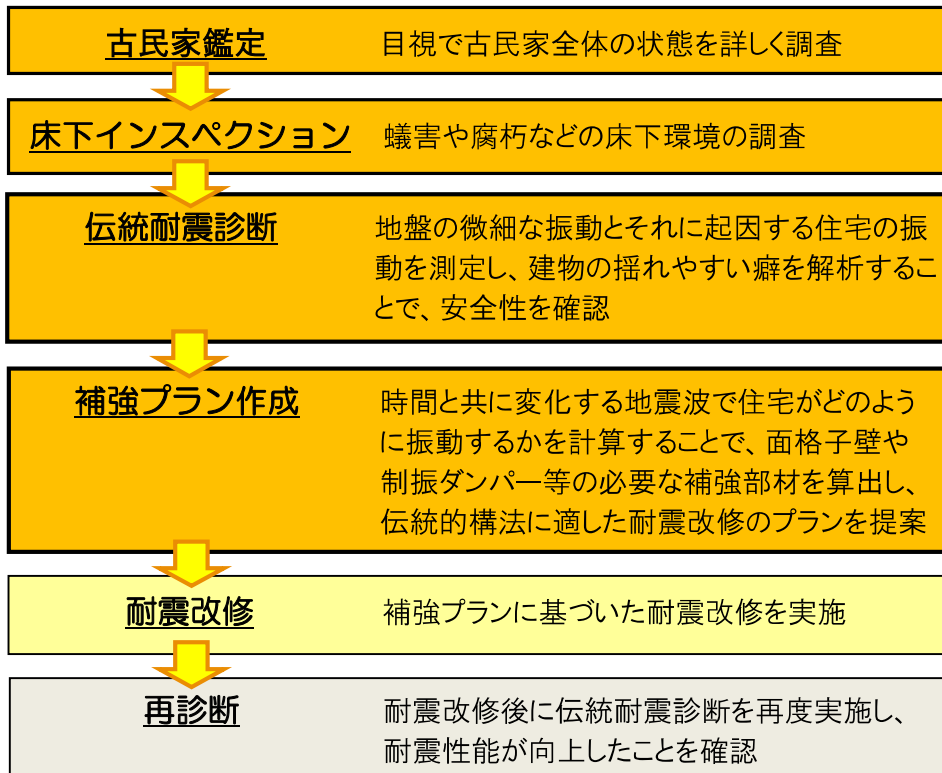 古民家鑑定
目視で古民家全体の状態を詳しく調査
床下インスペクション
蟻害や腐朽などの床下環境の調査
伝統耐震診断
地盤の微細な振動とそれに起因する住宅の振
動を測定し、建物の揺れやすい癖を解析するこ
とで、安全性を確認
補強プラン作成
時間と共に変化する地震波で住宅がどのよう
に振動するかを計算することで、面格子壁や
制振ダンパー等の必要な補強部材を算出し、
伝統的構法に適した耐震改修のプランを提案
耐震改修
補強プランに基づいた耐震改修を実施
再診断
耐震改修後に伝統耐震診断を再度実施し、
耐震性能が向上したことを確認